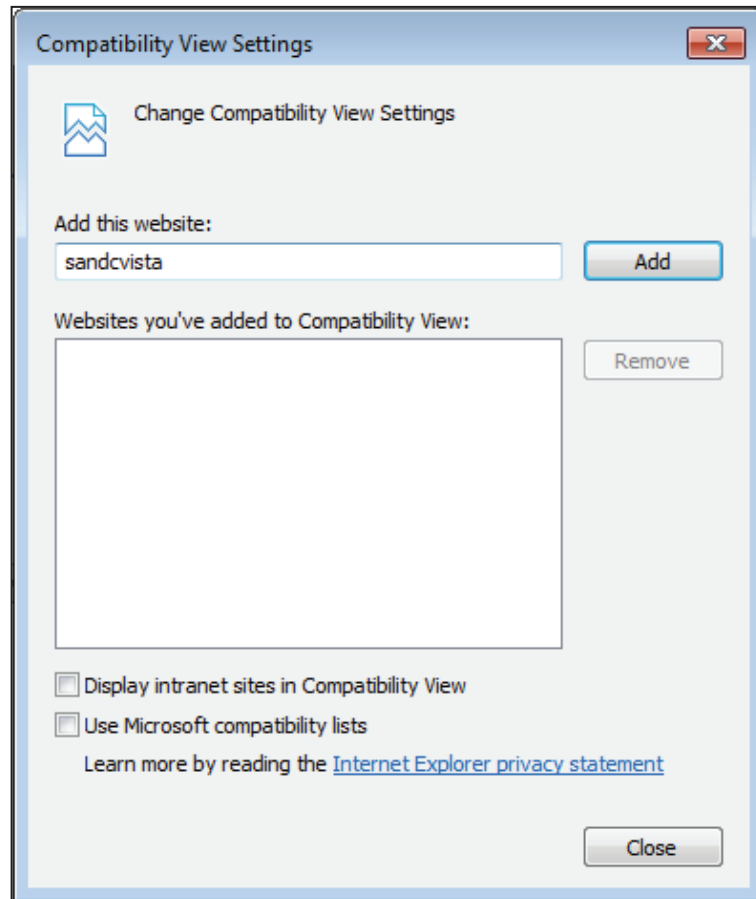 Compatibility View Settings
Change Compatibility View Settings
Add this website:
sandcvista
Add
Websites you've added to Compatibility View:
Remove
Display intranet sites in Compatibility View
Use Microsoft compatibility lists
Learn more by reading the Internet Explorer privacy statement
Close